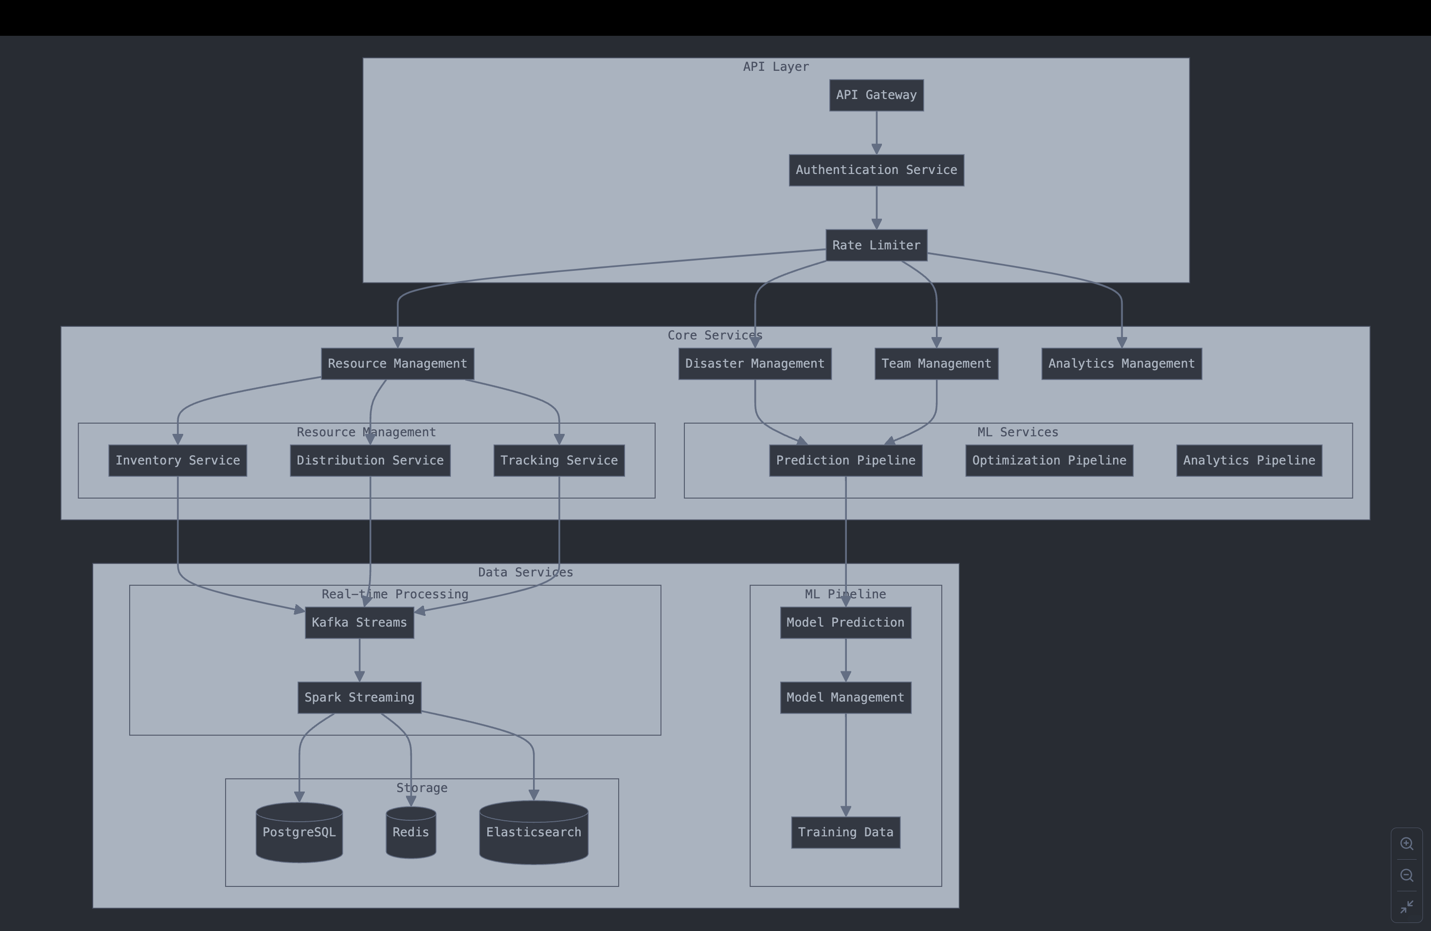 API Layer
API Gateway
Authentication Service
Rate Limiter
Core Services
Resource Management
Disaster Management
Team Management
Analytics Management
Resource Management
Inventory Service
Distribution Service
Tracking Service
ML Services
Prediction Pipeline
Optimization Pipeline
Analytics Pipeline
Data Services
Real-time Processing
Kafka Streams
Spark Streaming
Storage
PostgreSQL
Redis
Elasticsearch
ML Pipeline
Model Prediction
Model Management
Training Data